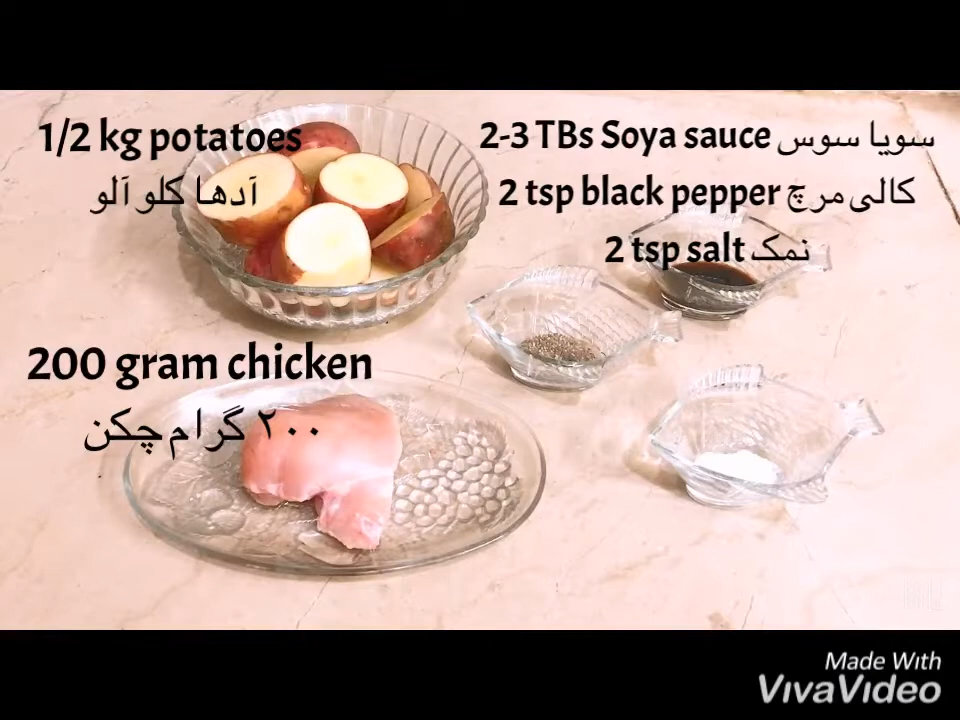 1/2 kg potatoes
آدھا کلو آلو
2-3 TBs Soya sauce سویا سوس
2 tsp black pepper کالی مرچ
2 tsp salt نمک
200 gram chicken
۲۰۰ گرام چکن
Made With
VivaVideo